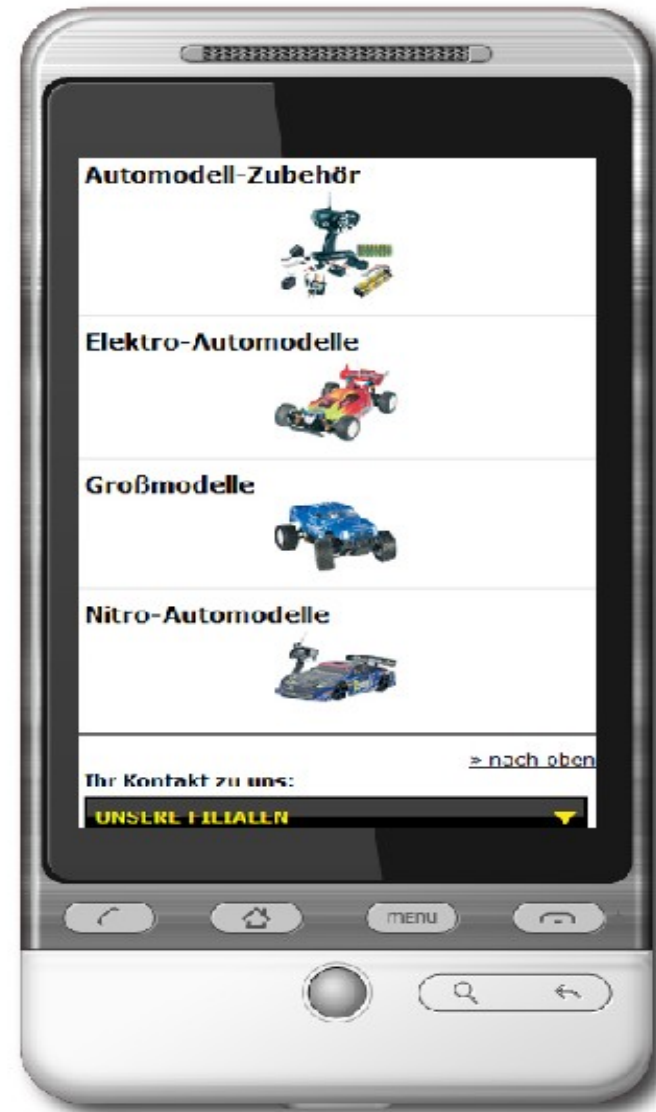 Automodell-Zubehör
Elektro-Automodelle
Großmodelle
Nitro-Automodelle
» nach oben
Ihr Kontakt zu uns:
UNSERE FILIALEN
menu